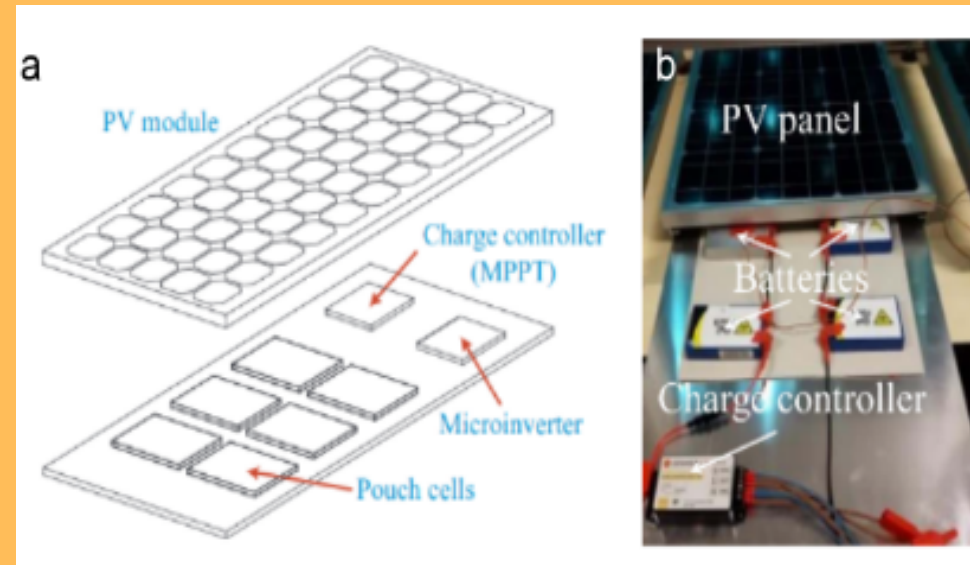 a
PV module
Charge controller
(MPPT)
Microinverter
Pouch cells
b
PV panel
Batteries
Charge controller